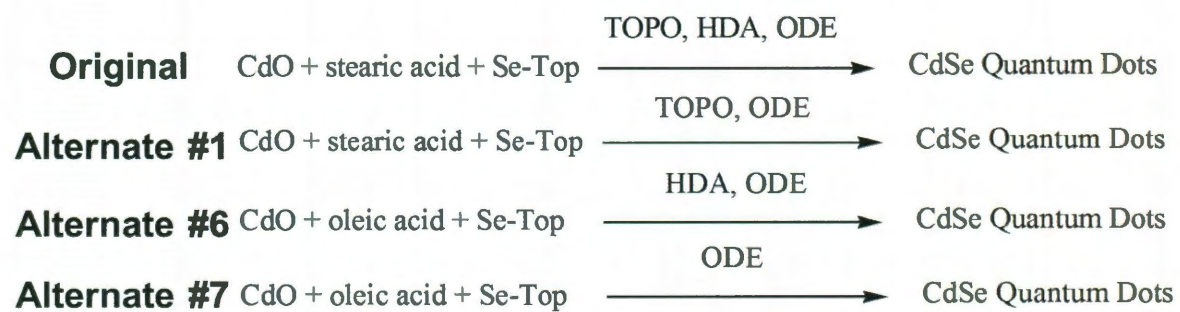 TOPO, HDA, ODE
Original CdO + stearic acid + Se-Top CdSe Quantum Dots
TOPO, ODE
Alternate #1 CdO + stearic acid + Se-Top CdSe Quantum Dots
HDA, ODE
Alternate #6 CdO + oleic acid + Se-Top CdSe Quantum Dots
ODE
Alternate #7 CdO + oleic acid + Se-Top CdSe Quantum Dots